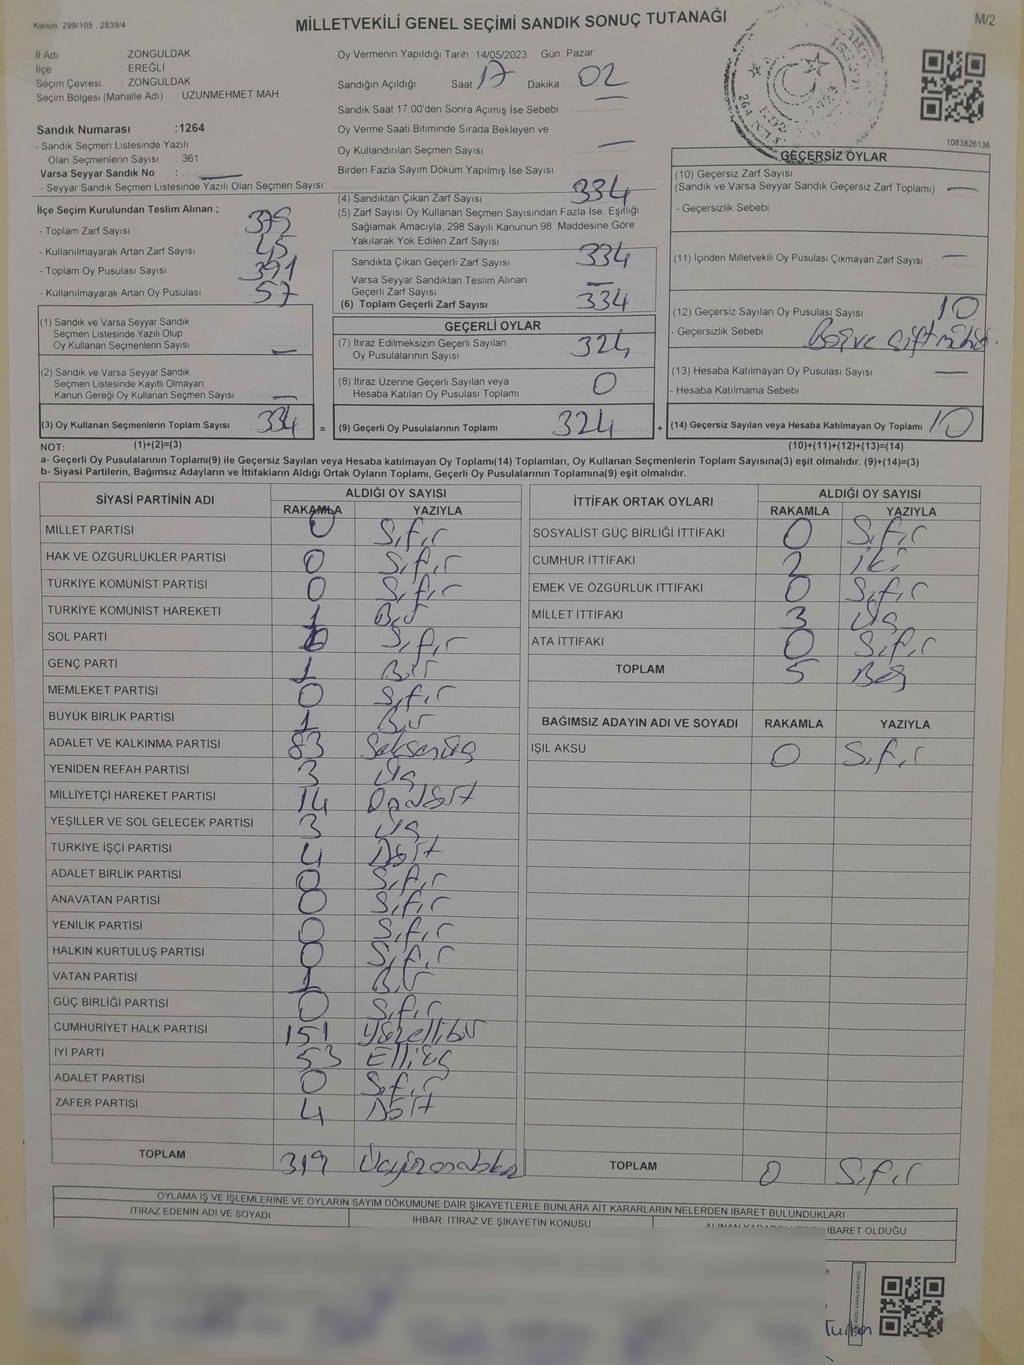 Kanun: 298/105 , 2839/4
MİLLETVEKİLİ GENEL SEÇİMİ SANDIK SONUÇ TUTANAĞI
M/2
İl Adı : ZONGULDAK
İlçe : EREĞLİ
Seçim Çevresi : ZONGULDAK
Seçim Bölgesi (Mahalle Adı) : UZUNMEHMET MAH.
Oy Vermenin Yapıldığı Tarih :14/05/2023 Gün: Pazar
Sandığın Açıldığı Saat: 17 Dakika: 02
Sandık Saat 17:00'den Sonra Açımış İse Sebebi :
Oy Verme Saati Bitiminde Sırada Bekleyen ve
Oy Kullandırılan Seçmen Sayısı : —
Birden Fazla Sayım Döküm Yapılmış İse Sayısı :
1083826136
Sandık Numarası :1264
- Sandık Seçmen Listesinde Yazılı
Olan Seçmenlerin Sayısı : 361
Varsa Seyyar Sandık No : —
- Seyyar Sandık Seçmen Listesinde Yazılı Olan Seçmen Sayısı:
İlçe Seçim Kurulundan Teslim Alınan ;
- Toplam Zarf Sayısı : 379
- Kullanılmayarak Artan Zarf Sayısı : 45
- Toplam Oy Pusulası Sayısı : 391
- Kullanılmayarak Artan Oy Pusulası : 57
(4) Sandıktan Çıkan Zarf Sayısı : 334
(5) Zarf Sayısı Oy Kullanan Seçmen Sayısından Fazla İse, Eşitliği
Sağlamak Amacıyla, 298 Sayılı Kanunun 98. Maddesine Göre
Yakılarak Yok Edilen Zarf Sayısı
Sandıkta Çıkan Geçerli Zarf Sayısı : 334
Varsa Seyyar Sandıktan Teslim Alınan
Geçerli Zarf Sayısı : —
(6) Toplam Geçerli Zarf Sayısı : 334
GEÇERSİZ OYLAR
(10) Geçersiz Zarf Sayısı
(Sandık ve Varsa Seyyar Sandık Geçersiz Zarf Toplamı) : —
- Geçersizlik Sebebi :
(11) İçinden Milletvekili Oy Pusulası Çıkmayan Zarf Sayısı : —
(12) Geçersiz Sayılan Oy Pusulası Sayısı : 10
- Geçersizlik Sebebi :
(13) Hesaba Katılmayan Oy Pusulası Sayısı : —
- Hesaba Katılmama Sebebi :
(1) Sandık ve Varsa Seyyar Sandık
Seçmen Listesinde Yazılı Olup
Oy Kullanan Seçmenlerin Sayısı : —
(2) Sandık ve Varsa Seyyar Sandık
Seçmen Listesinde Kayıtlı Olmayan
Kanun Gereği Oy Kullanan Seçmen Sayısı : —
GEÇERLİ OYLAR
(7) İtiraz Edilmeksizin Geçerli Sayılan
Oy Pusulalarının Sayısı : 324
(8) İtiraz Üzerine Geçerli Sayılan veya
Hesaba Katılan Oy Pusulası Toplamı : 0
(3) Oy Kullanan Seçmenlerin Toplam Sayısı : 334 = (9) Geçerli Oy Pusulalarının Toplamı : 324 + (14) Geçersiz Sayılan veya Hesaba Katılmayan Oy Toplamı : 10
NOT: (1)+(2)=(3) (10)+(11)+(12)+(13)=(14)
a- Geçerli Oy Pusulalarının Toplamı(9) ile Geçersiz Sayılan veya Hesaba katılmayan Oy Toplamı(14) Toplamları, Oy Kullanan Seçmenlerin Toplam Sayısına(3) eşit olmalıdır. (9)+(14)=(3)
b- Siyasi Partilerin, Bağımsız Adayların ve İttifakların Aldığı Ortak Oyların Toplamı, Geçerli Oy Pusulalarının Toplamına(9) eşit olmalıdır.
SİYASİ PARTİNİN ADI ALDIĞI OY SAYISI
RAKAMLA YAZIYLA
MİLLET PARTİSİ 0 Sıfır
HAK VE ÖZGÜRLÜKLER PARTİSİ 0 Sıfır
TÜRKİYE KOMÜNİST PARTİSİ 0 Sıfır
TÜRKİYE KOMÜNİST HAREKETİ 1 Bir
SOL PARTİ 0 Sıfır
GENÇ PARTİ 1 Bir
MEMLEKET PARTİSİ 0 Sıfır
BÜYÜK BİRLİK PARTİSİ 1 Bir
ADALET VE KALKINMA PARTİSİ 83 Seksenüç
YENİDEN REFAH PARTİSİ 3 Üç
MİLLİYETÇİ HAREKET PARTİSİ 14 Ondört
YEŞİLLER VE SOL GELECEK PARTİSİ 3 Üç
TÜRKİYE İŞÇİ PARTİSİ 4 Dört
ADALET BİRLİK PARTİSİ 0 Sıfır
ANAVATAN PARTİSİ 0 Sıfır
YENİLİK PARTİSİ 0 Sıfır
HALKIN KURTULUŞ PARTİSİ 0 Sıfır
VATAN PARTİSİ 1 Bir
GÜÇ BİRLİĞİ PARTİSİ 0 Sıfır
CUMHURİYET HALK PARTİSİ 151 Yüzellibir
İYİ PARTİ 53 Elliüç
ADALET PARTİSİ 0 Sıfır
ZAFER PARTİSİ 4 Dört
TOPLAM 319 Üçyüzondokuz
İTTİFAK ORTAK OYLARI ALDIĞI OY SAYISI
RAKAMLA YAZIYLA
SOSYALİST GÜÇ BİRLİĞİ İTTİFAKI 0 Sıfır
CUMHUR İTTİFAKI 2 İki
EMEK VE ÖZGÜRLÜK İTTİFAKI 0 Sıfır
MİLLET İTTİFAKI 3 Üç
ATA İTTİFAKI 0 Sıfır
TOPLAM 5 Beş
BAĞIMSIZ ADAYIN ADI VE SOYADI RAKAMLA YAZIYLA
IŞIL AKSU 0 Sıfır
TOPLAM 0 Sıfır
OYLAMA İŞ VE İŞLEMLERİNE VE OYLARIN SAYIM DÖKÜMÜNE DAİR ŞİKAYETLERLE BUNLARA AİT KARARLARIN NELERDEN İBARET BULUNDUKLARI
İTİRAZ EDENİN ADI VE SOYADI İHBAR, İTİRAZ VE ŞİKAYETİN KONUSU ALINAN KARARIN İBARET OLDUĞU